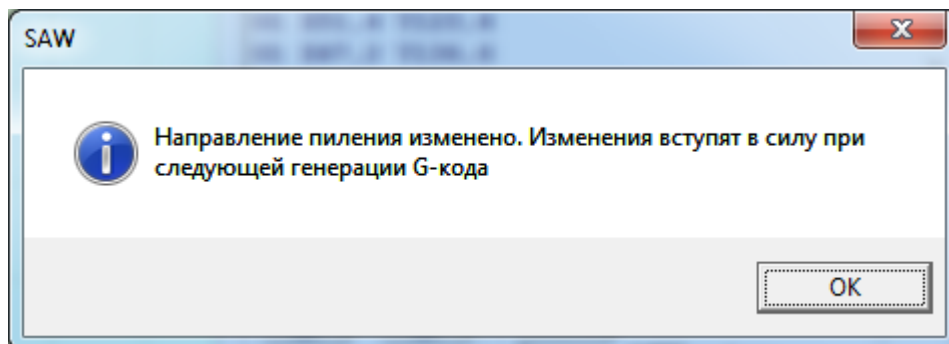 SAW
Направление пиления изменено. Изменения вступят в силу при
следующей генерации G-кода
OK